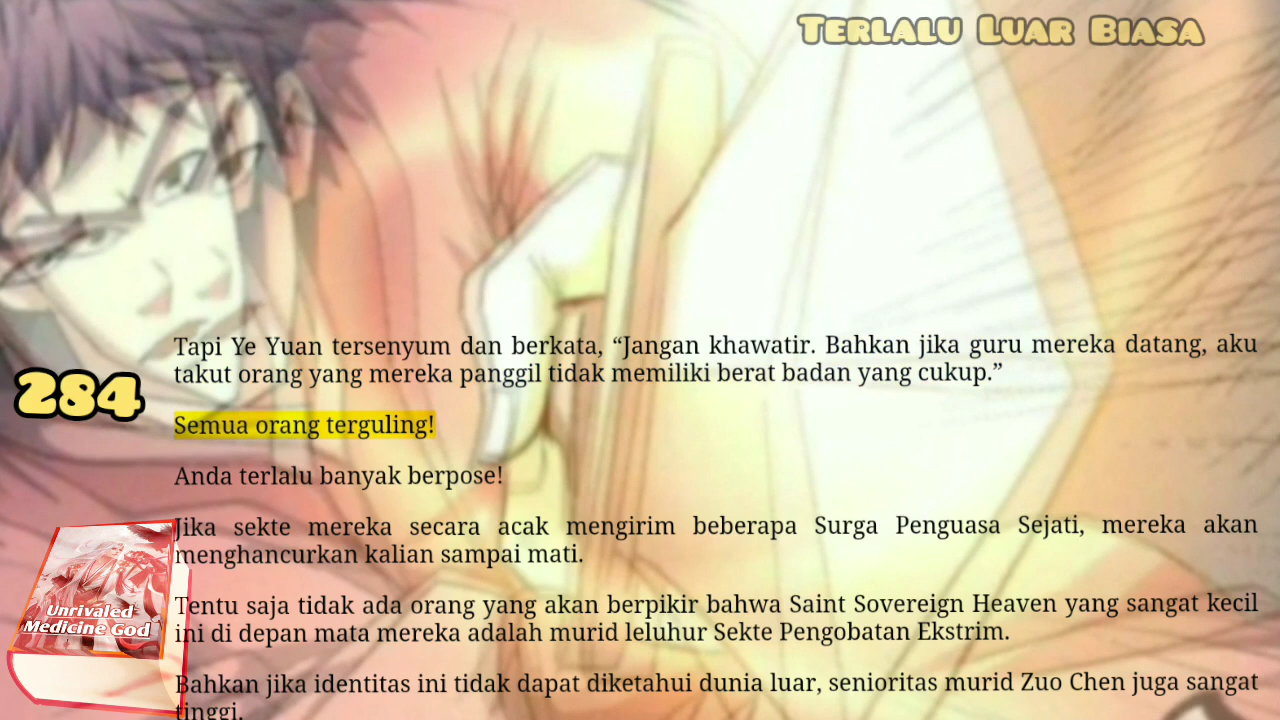 Terlalu Luar Biasa
Tapi Ye Yuan tersenyum dan berkata, “Jangan khawatir. Bahkan jika guru mereka datang, aku
takut orang yang mereka panggil tidak memiliki berat badan yang cukup.”
284
Semua orang terguling!
Anda terlalu banyak berpose!
Jika sekte mereka secara acak mengirim beberapa Surga Penguasa Sejati, mereka akan
menghancurkan kalian sampai mati.
Tentu saja tidak ada orang yang akan berpikir bahwa Saint Sovereign Heaven yang sangat kecil
ini di depan mata mereka adalah murid leluhur Sekte Pengobatan Ekstrim.
Unrivaled
Medicine God
Bahkan jika identitas ini tidak dapat diketahui dunia luar, senioritas murid Zuo Chen juga sangat
tinggi.